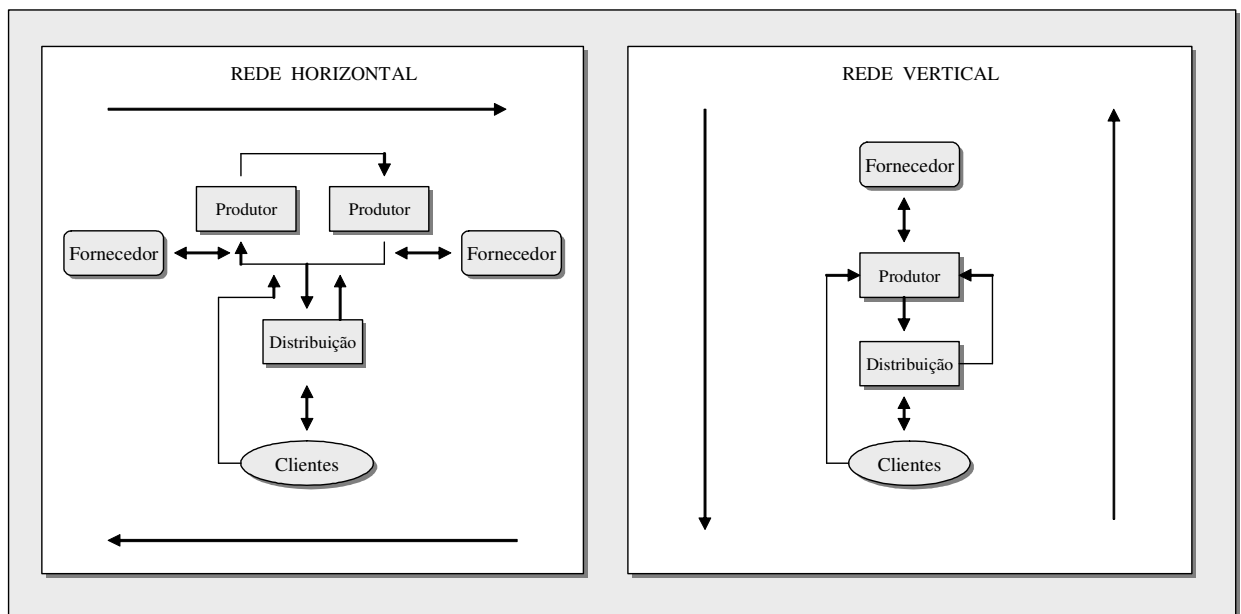 REDE HORIZONTAL
Produtor
Produtor
Fornecedor
Fornecedor
Distribuição
Clientes
REDE VERTICAL
Fornecedor
Produtor
Distribuição
Clientes